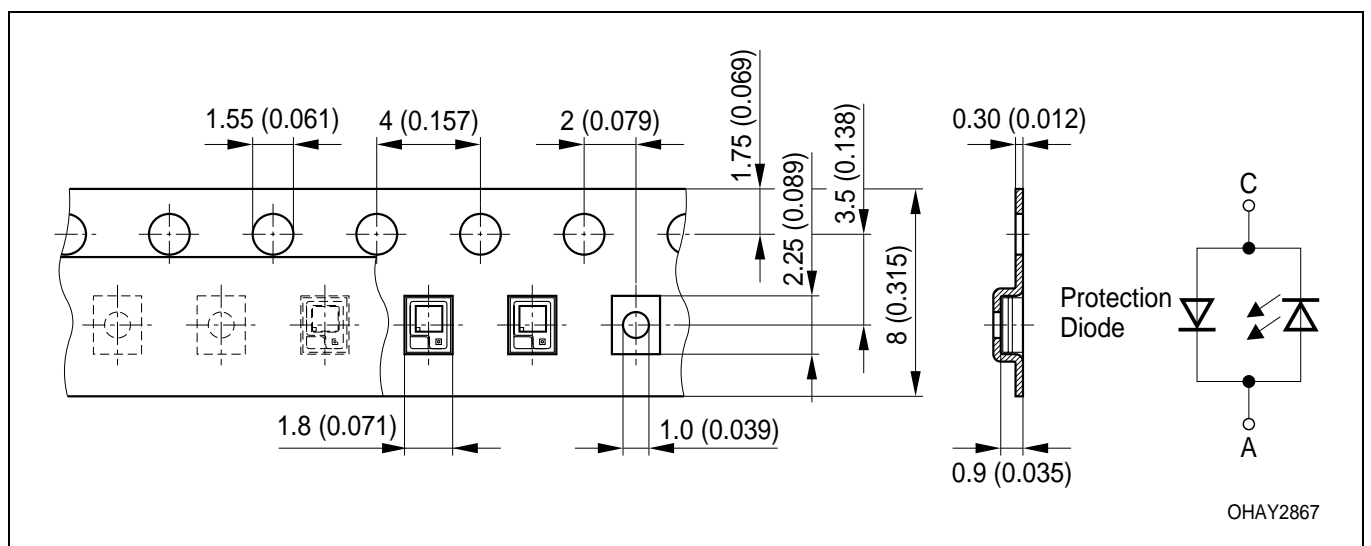 1.55 (0.061)
4 (0.157)
2 (0.079)
1.75 (0.069)
3.5 (0.138)
2.25 (0.089)
8 (0.315)
0.30 (0.012)
C
Protection
Diode
A
1.8 (0.071)
1.0 (0.039)
0.9 (0.035)
OHAY2867